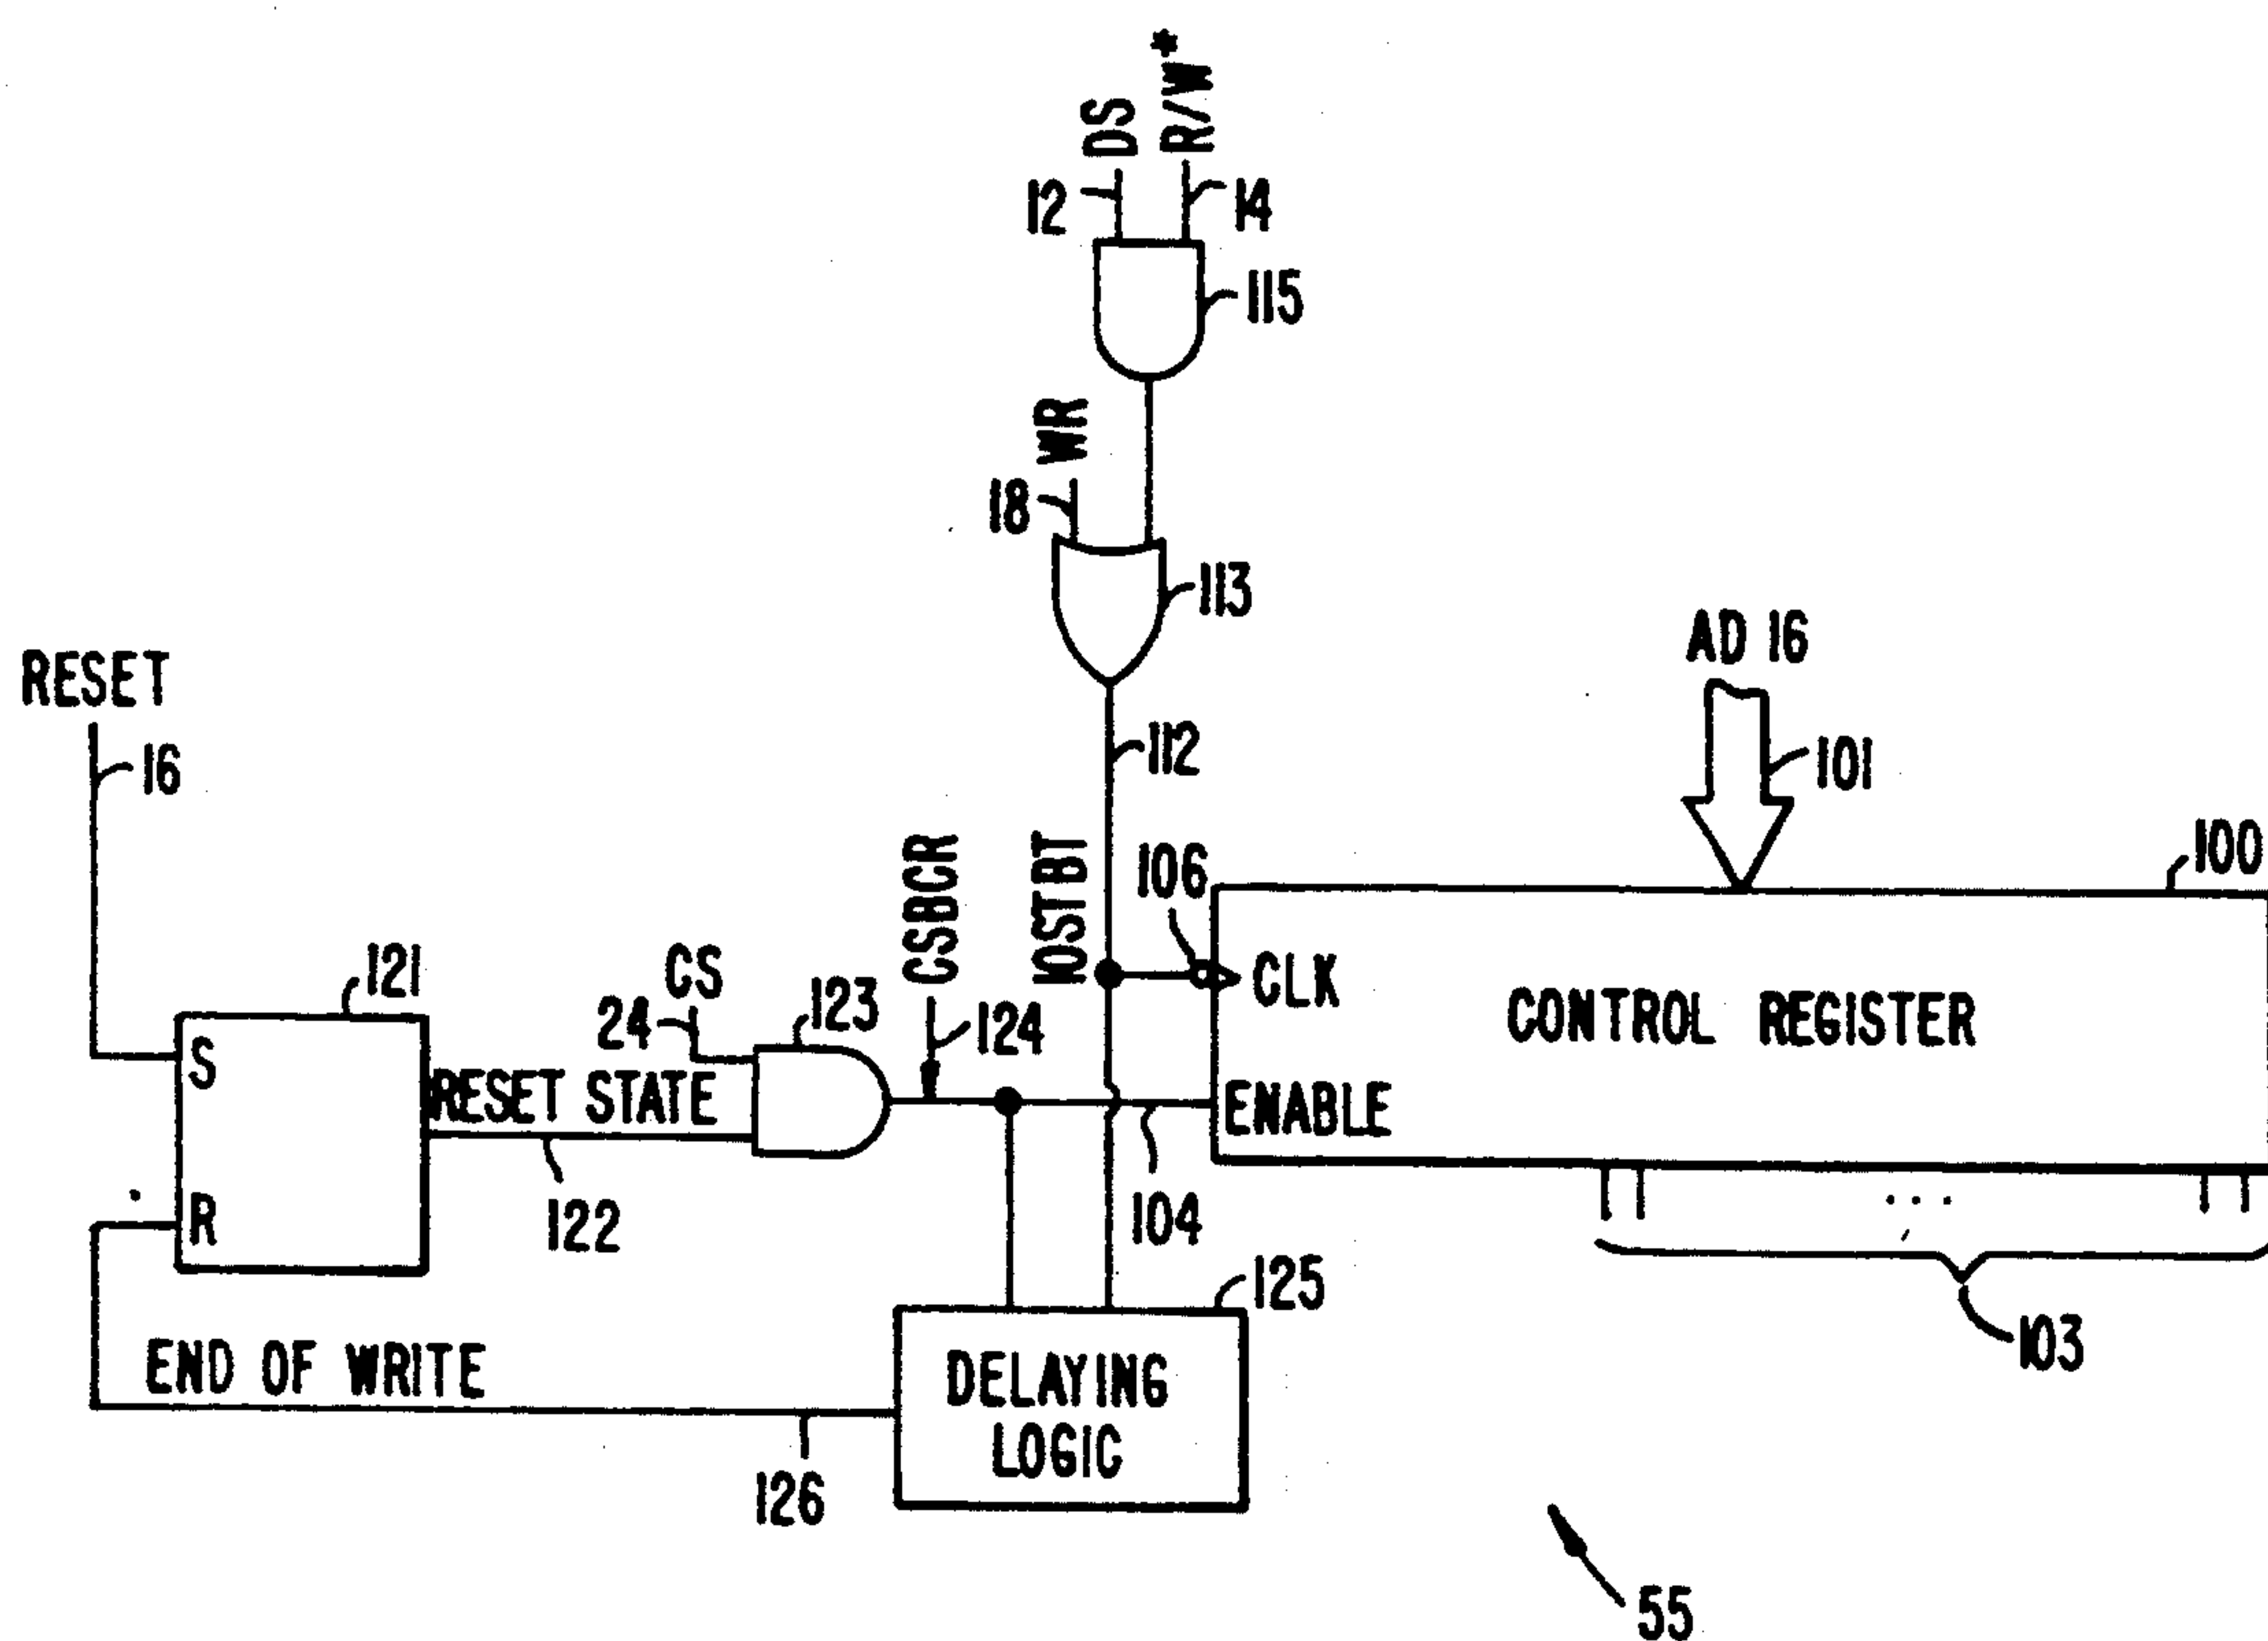 DS
R/W*
12
14
115
WR
18
113
RESET
16
112
AD 16
101
CSBCR
IOSTBT
106
100
121
CS
24
123
124
CLK
CONTROL REGISTER
S
RESET STATE
ENABLE
R
122
104
125
103
END OF WRITE
DELAYING
LOGIC
126
55